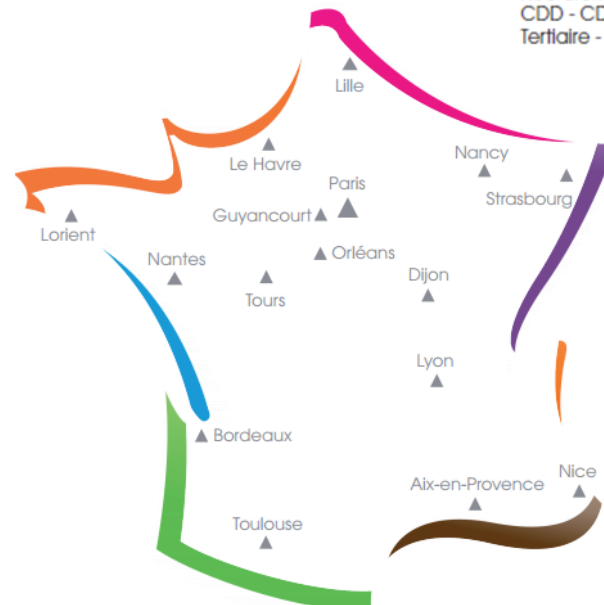 CDD - CD
Tertiaire -
Lille
Le Havre
Nancy
Paris
Strasbourg
Guyancourt
Lorient
Orléans
Nantes
Dijon
Tours
Lyon
Bordeaux
Nice
Aix-en-Provence
Toulouse